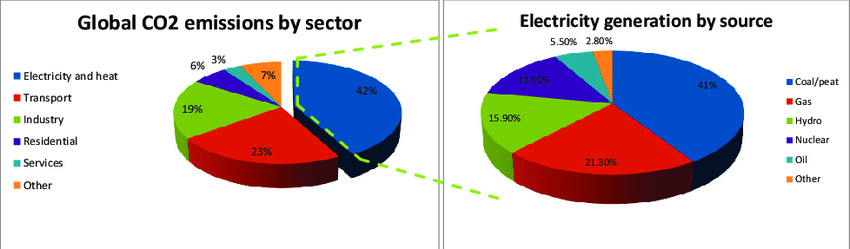 Global CO2 emissions by sector
Electricity and heat
Transport
Industry
Residential
Services
Other
42%
23%
19%
6%
3%
7%
Electricity generation by source
41%
21.30%
15.90%
5.50%
2.80%
Coal/peat
Gas
Hydro
Nuclear
Oil
Other